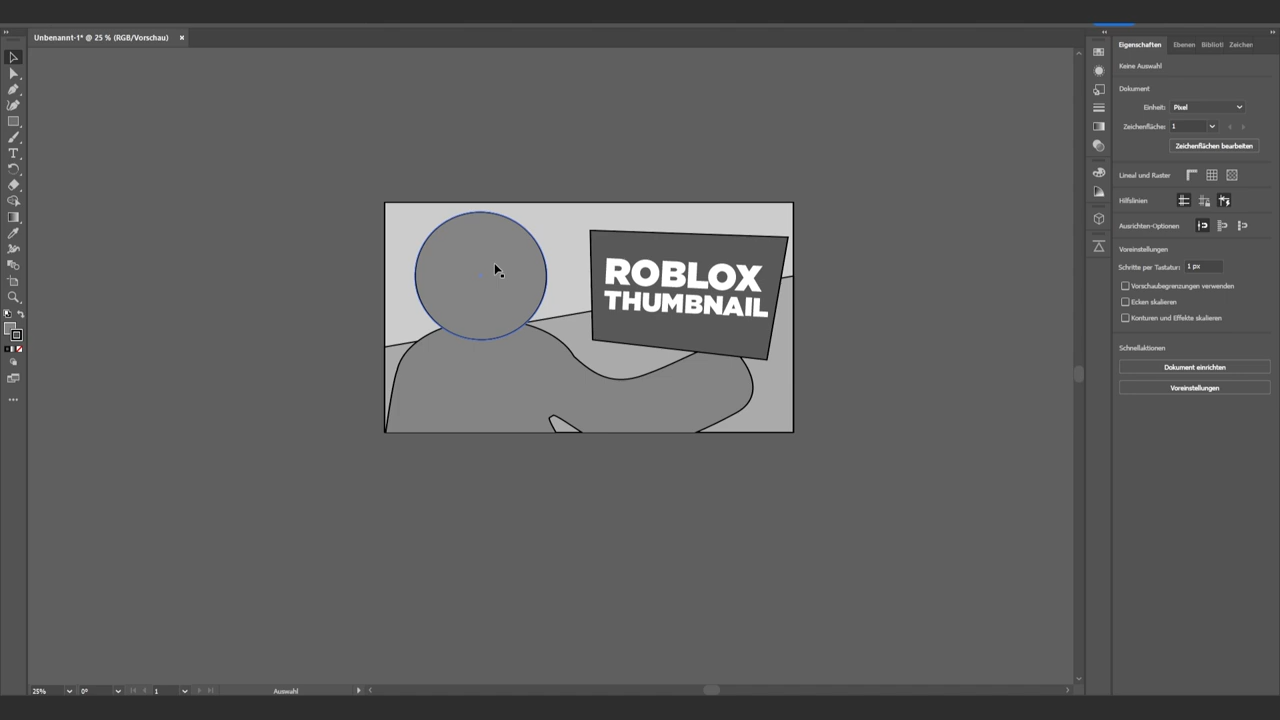 Unbenannt-1* @ 25 % (RGB/Vorschau)
Eigenschaften Ebenen Bibliotl Zeichen
Keine Auswahl
Dokument
Einheit: Pixel
Zeichenfläche: 1
Zeichenflächen bearbeiten
Lineal und Raster
Hilfslinien
Ausrichten-Optionen
Voreinstellungen
Schritte per Tastatur: 1 px
Vorschaubegrenzungen verwenden
Ecken skalieren
Konturen und Effekte skalieren
Schnellaktionen
Dokument einrichten
Voreinstellungen
ROBLOX
THUMBNAIL
25% 0° 1 Auswahl